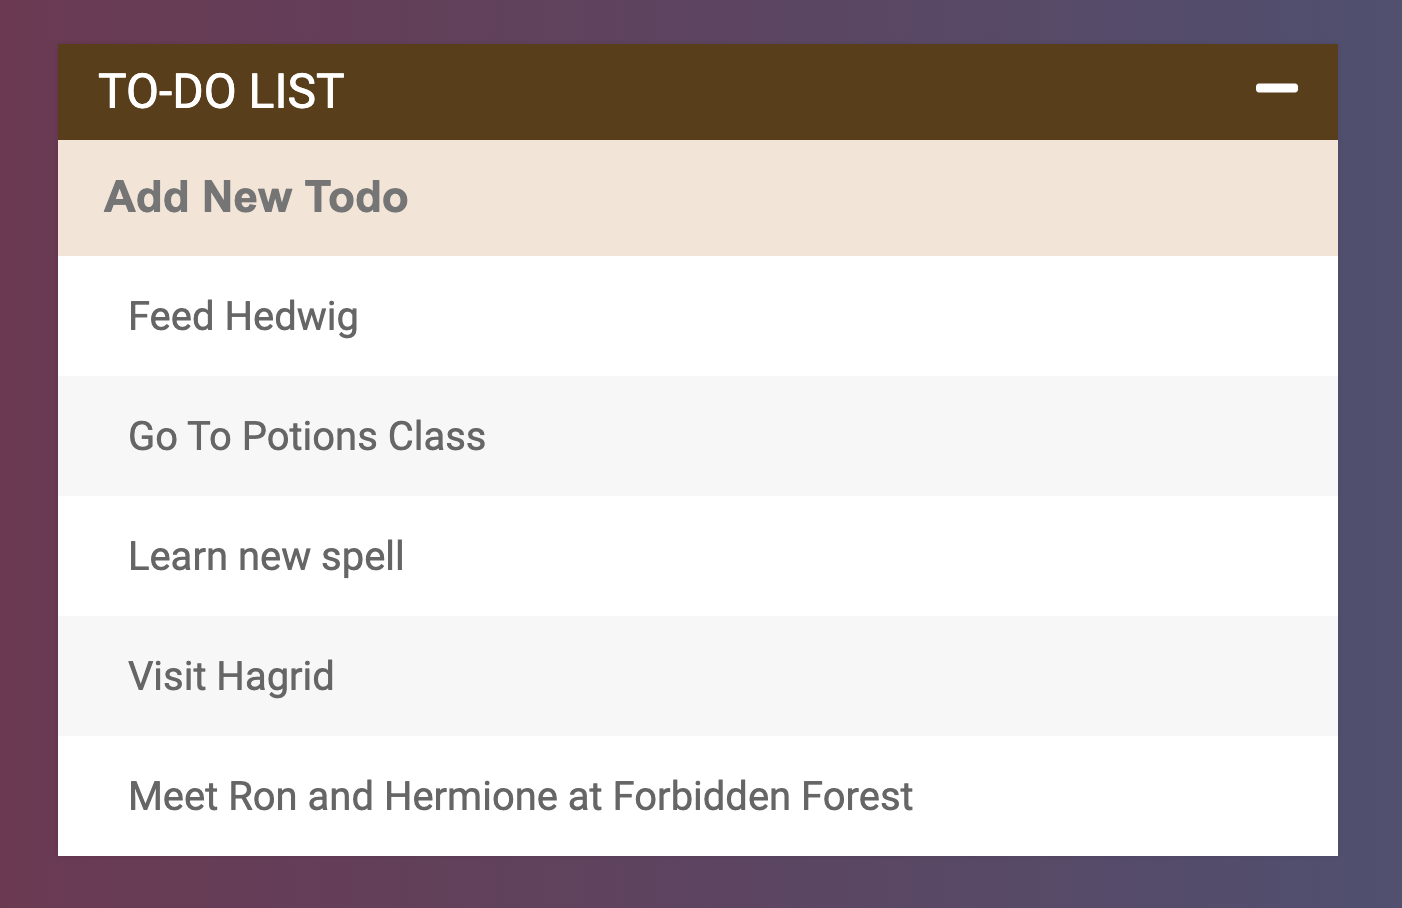 TO-DO LIST
Add New Todo
Feed Hedwig
Go To Potions Class
Learn new spell
Visit Hagrid
Meet Ron and Hermione at Forbidden Forest